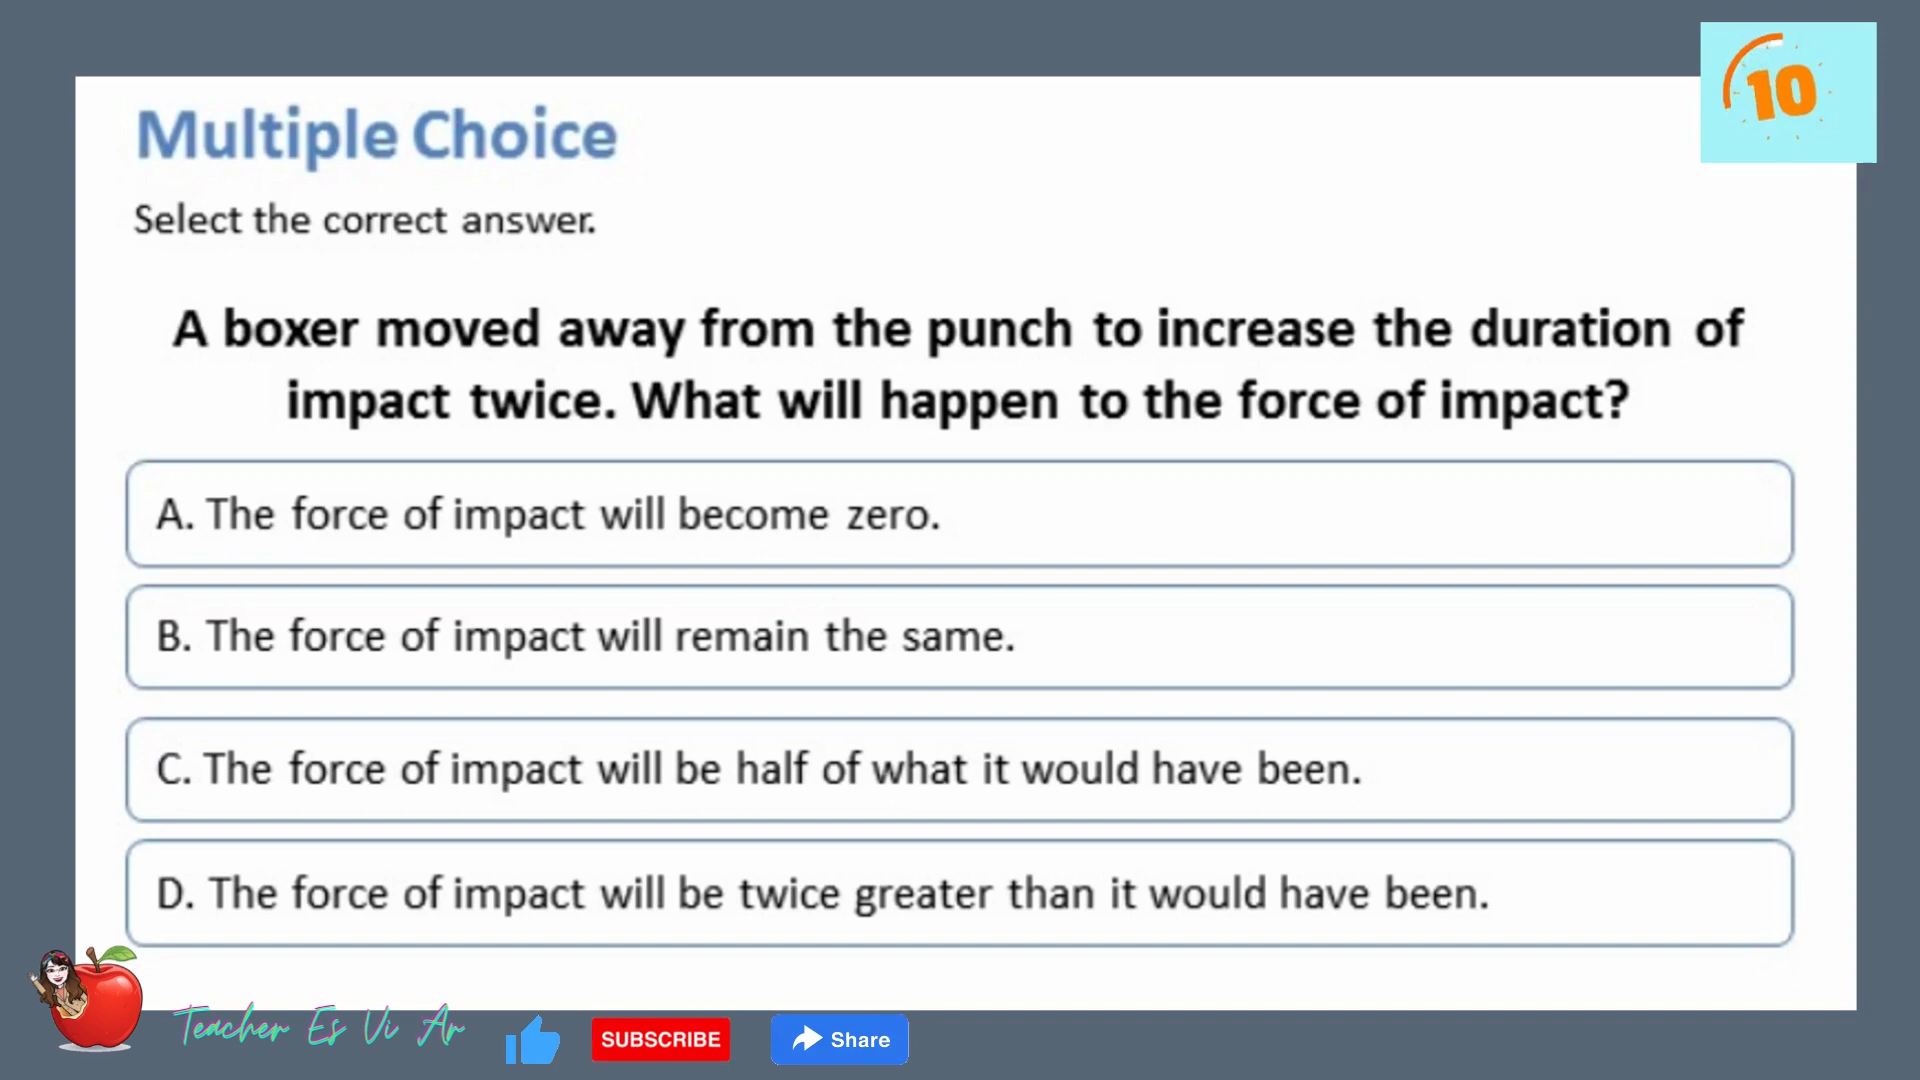 10
Multiple Choice
Select the correct answer.
A boxer moved away from the punch to increase the duration of
impact twice. What will happen to the force of impact?
A. The force of impact will become zero.
B. The force of impact will remain the same.
C. The force of impact will be half of what it would have been.
D. The force of impact will be twice greater than it would have been.
Teacher Es Vi Ar
SUBSCRIBE
Share